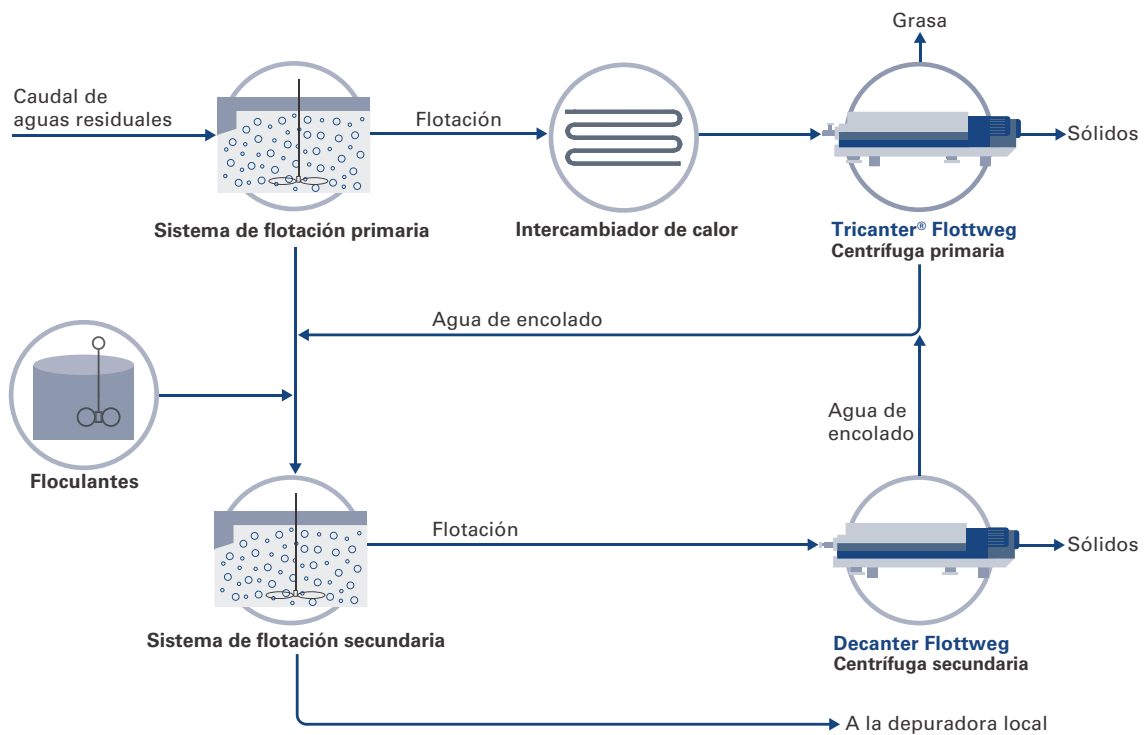 Grasa
Caudal de
aguas residuales
Flotación
Sólidos
Sistema de flotación primaria
Intercambiador de calor
Tricanter® Flottweg
Centrífuga primaria
Agua de encolado
Agua de
encolado
Floculantes
Flotación
Sólidos
Sistema de flotación secundaria
Decanter Flottweg
Centrífuga secundaria
A la depuradora local